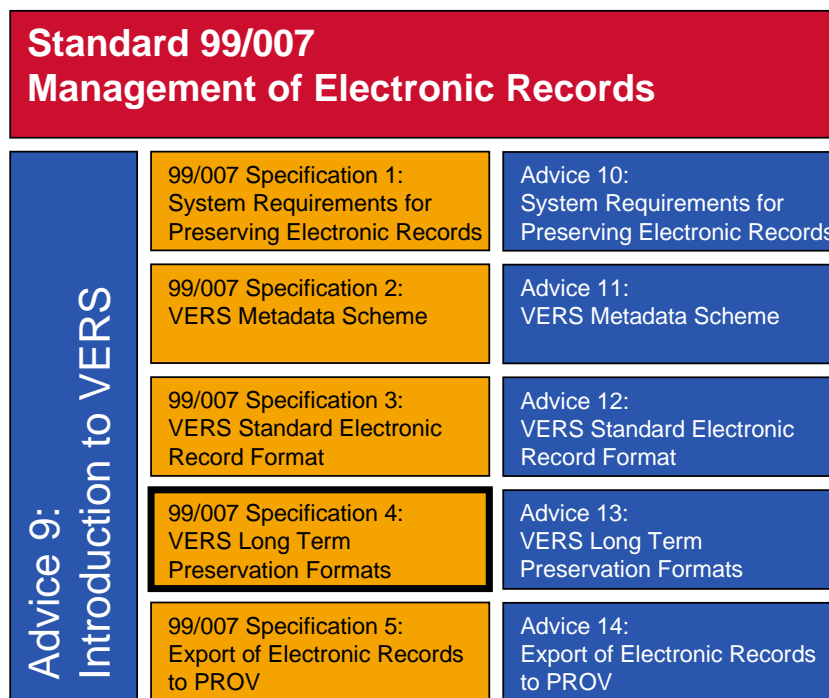 Standard 99/007
Management of Electronic Records
Advice 9:
Introduction to VERS
99/007 Specification 1:
System Requirements for
Preserving Electronic Records
Advice 10:
System Requirements for
Preserving Electronic Records
99/007 Specification 2:
VERS Metadata Scheme
Advice 11:
VERS Metadata Scheme
99/007 Specification 3:
VERS Standard Electronic
Record Format
Advice 12:
VERS Standard Electronic
Record Format
99/007 Specification 4:
VERS Long Term
Preservation Formats
Advice 13:
VERS Long Term
Preservation Formats
99/007 Specification 5:
Export of Electronic Records
to PROV
Advice 14:
Export of Electronic Records
to PROV